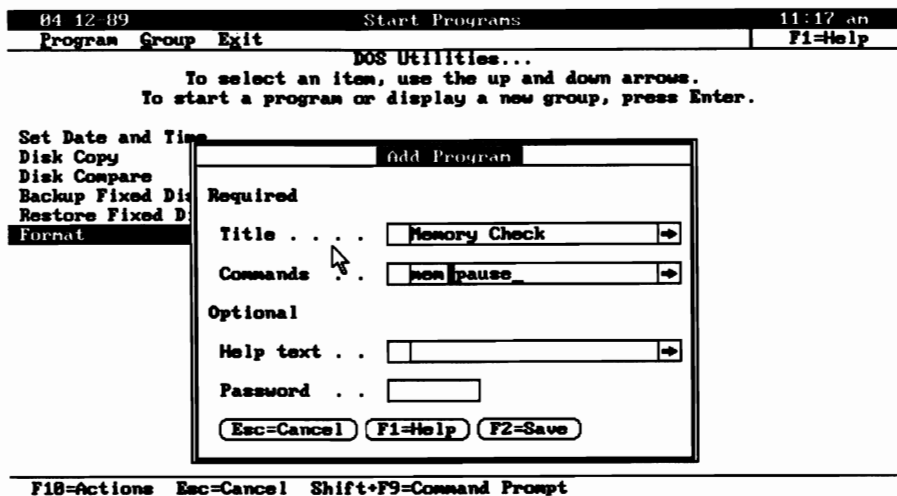 04-12-89 Start Programs 11:17 am
Program Group Exit F1=Help
DOS Utilities...
To select an item, use the up and down arrows.
To start a program or display a new group, press Enter.
Set Date and Time
Disk Copy
Disk Compare
Backup Fixed Dis
Restore Fixed D
Format
Add Program
Required
Title . . . . Memory Check →
Commands . . mem ‖pause_ →
Optional
Help text . . →
Password . .
Esc=Cancel F1=Help F2=Save
F10=Actions Esc=Cancel Shift+F9=Command Prompt